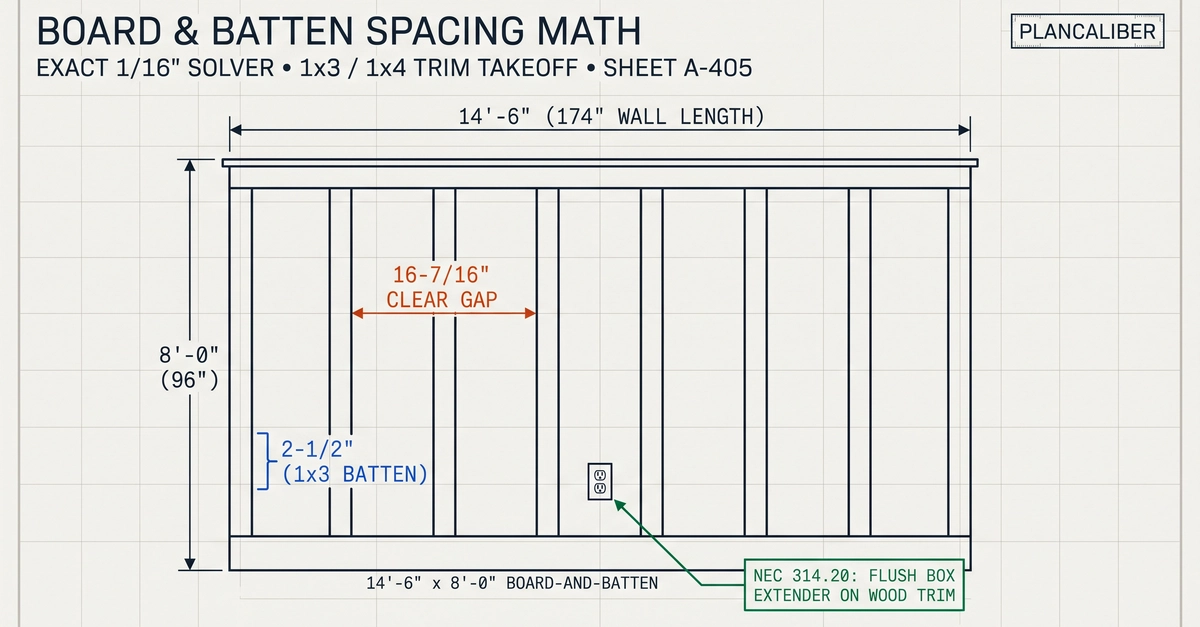 BOARD & BATTEN SPACING MATH
PLANCALIBER
EXACT 1/16" SOLVER • 1x3 / 1x4 TRIM TAKEOFF • SHEET A-405
14'-6" (174" WALL LENGTH)
16-7/16"
CLEAR GAP
8'-0"
(96")
2-1/2"
(1x3 BATTEN)
NEC 314.20: FLUSH BOX
EXTENDER ON WOOD TRIM
14'-6" x 8'-0" BOARD-AND-BATTEN